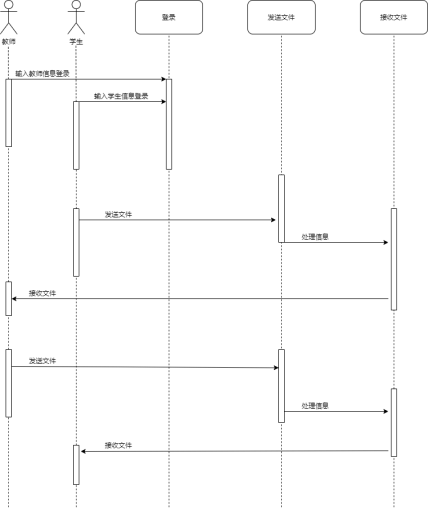 教师
学生
登录
发送文件
接收文件
输入教师信息登录
输入学生信息登录
发送文件
处理信息
接收文件
发送文件
处理信息
接收文件